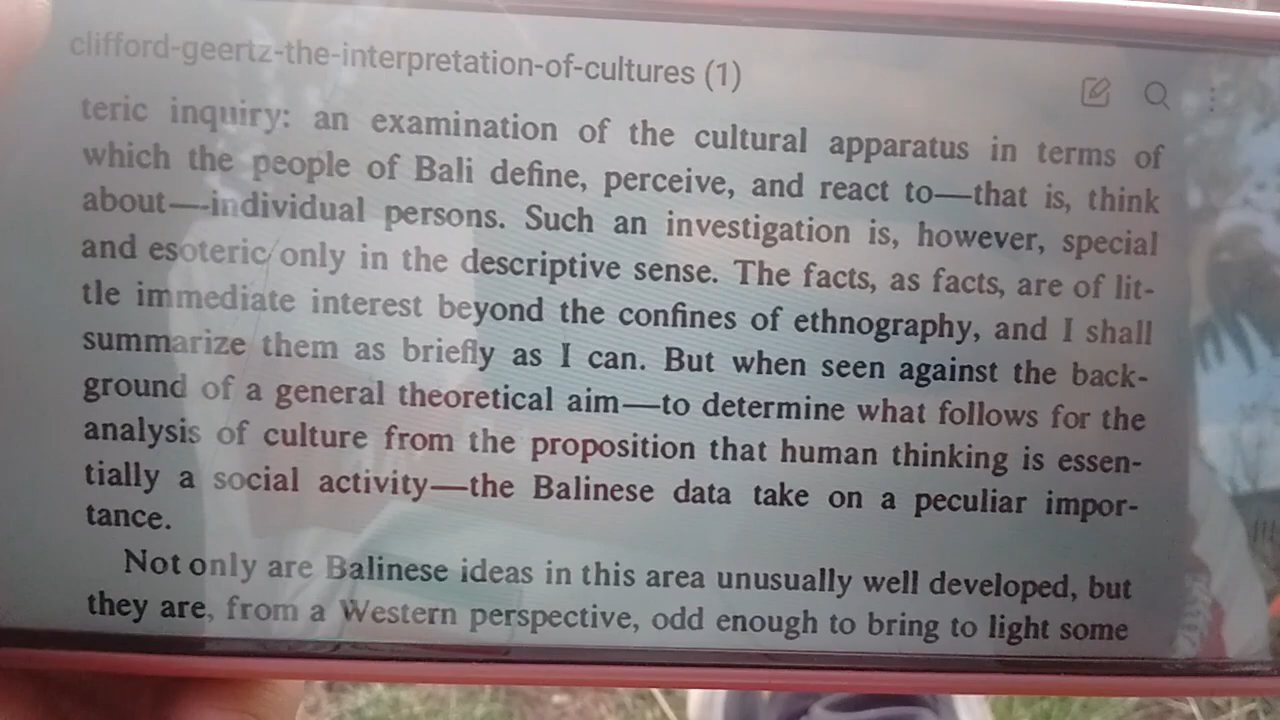 clifford-geertz-the-interpretation-of-cultures (1)
teric inquiry: an examination of the cultural apparatus in terms of
which the people of Bali define, perceive, and react to—that is, think
about—individual persons. Such an investigation is, however, special
and esoteric only in the descriptive sense. The facts, as facts, are of lit-
tle immediate interest beyond the confines of ethnography, and I shall
summarize them as briefly as I can. But when seen against the back-
ground of a general theoretical aim—to determine what follows for the
analysis of culture from the proposition that human thinking is essen-
tially a social activity—the Balinese data take on a peculiar impor-
tance.
Not only are Balinese ideas in this area unusually well developed, but
they are, from a Western perspective, odd enough to bring to light some